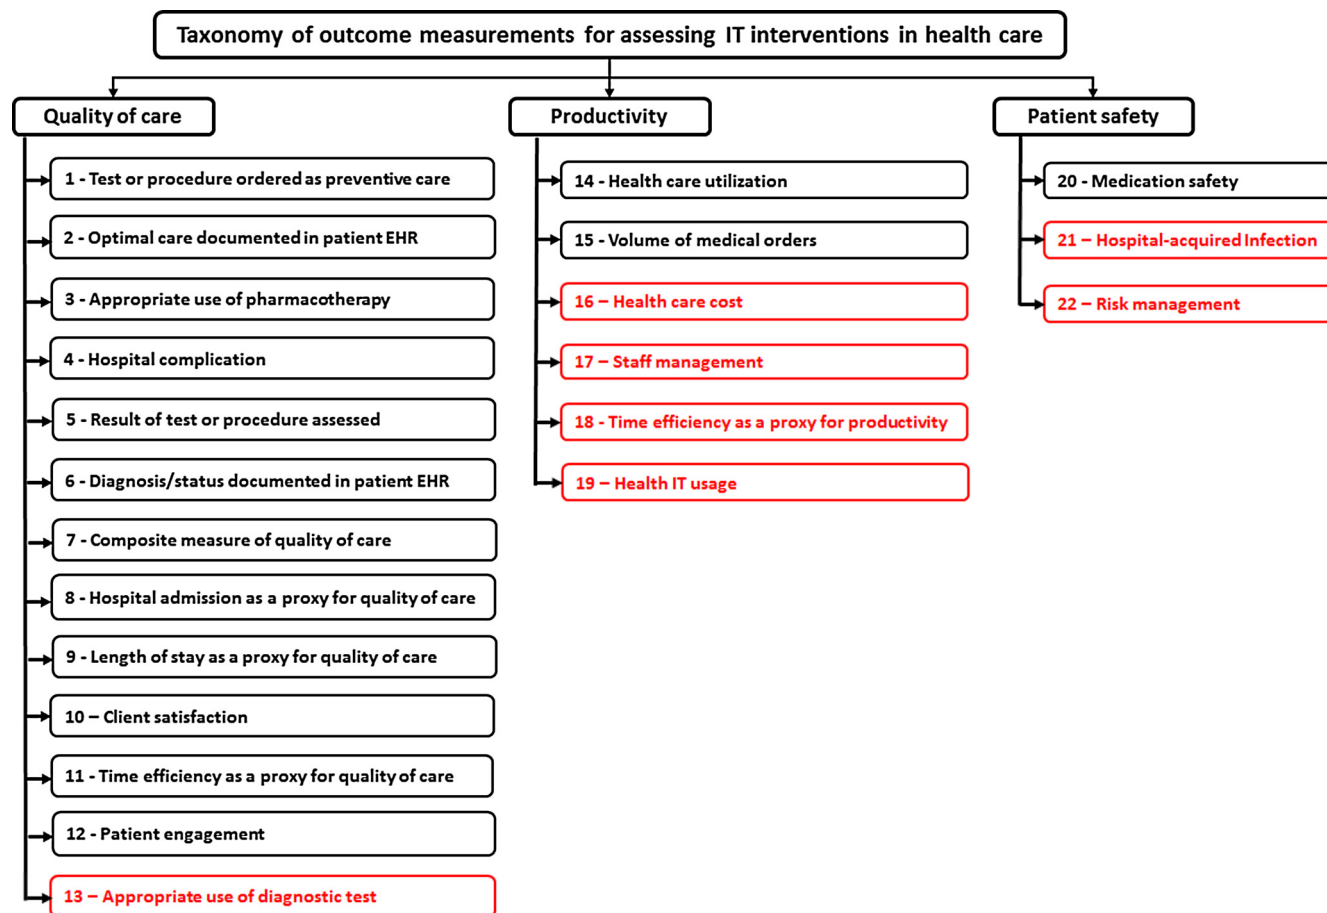 Taxonomy of outcome measurements for assessing IT interventions in health care
Quality of care
1 - Test or procedure ordered as preventive care
2 - Optimal care documented in patient EHR
3 - Appropriate use of pharmacotherapy
4 - Hospital complication
5 - Result of test or procedure assessed
6 - Diagnosis/status documented in patient EHR
7 - Composite measure of quality of care
8 - Hospital admission as a proxy for quality of care
9 - Length of stay as a proxy for quality of care
10 – Client satisfaction
11 - Time efficiency as a proxy for quality of care
12 - Patient engagement
13 – Appropriate use of diagnostic test
Productivity
14 - Health care utilization
15 - Volume of medical orders
16 – Health care cost
17 – Staff management
18 - Time efficiency as a proxy for productivity
19 – Health IT usage
Patient safety
20 - Medication safety
21 – Hospital-acquired Infection
22 – Risk management